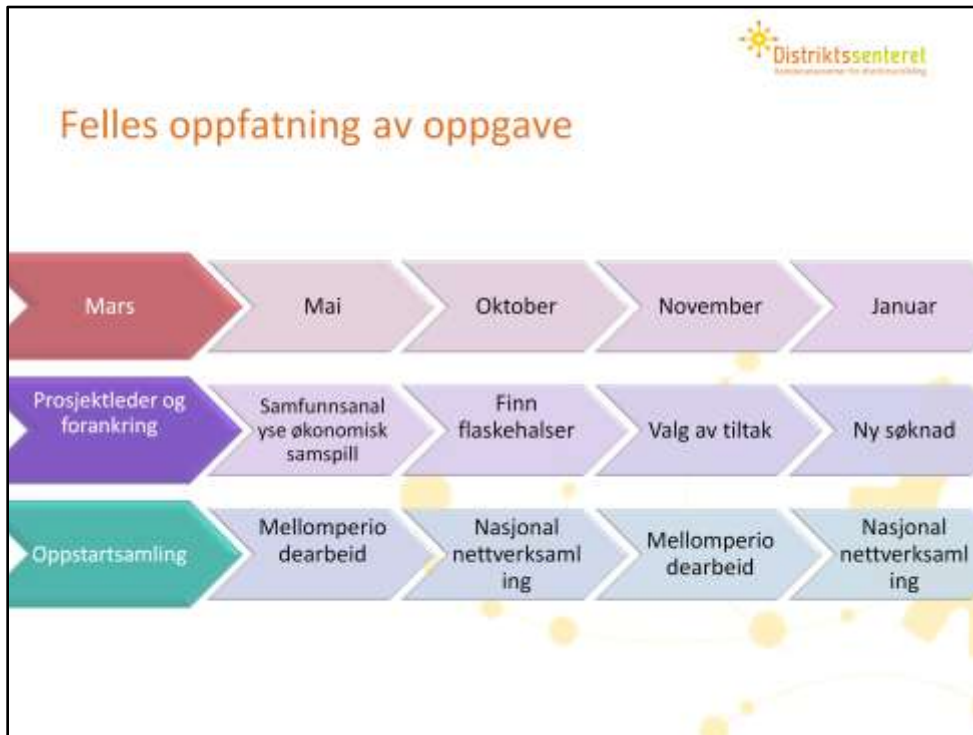 Distriktssenteret
Felles oppfatning av oppgave
Mars
Mai
Oktober
November
Januar
Prosjektleder og
forankring
Samfunnsanal
yse økonomisk
samspill
Finn
flaskehalser
Valg av tiltak
Ny søknad
Oppstartsamling
Mellomperio
dearbeid
Nasjonal
nettverksaml
ing
Mellomperio
dearbeid
Nasjonal
nettverksaml
ing